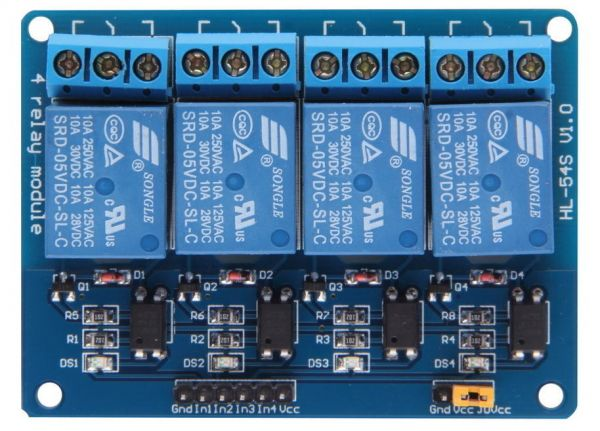 4 relay module
SONGLE
®
CQC
US
10A 250VAC 10A 125VAC
10A 30VDC 10A 28VDC
SRD-05VDC-SL-C
SONGLE
®
CQC
US
10A 250VAC 10A 125VAC
10A 30VDC 10A 28VDC
SRD-05VDC-SL-C
SONGLE
®
CQC
US
10A 250VAC 10A 125VAC
10A 30VDC 10A 28VDC
SRD-05VDC-SL-C
SONGLE
®
CQC
US
10A 250VAC 10A 125VAC
10A 30VDC 10A 28VDC
SRD-05VDC-SL-C
HL-54S V1.0
Q1 D1 Q2 D2 Q3 D3 Q4 D4
R5 R6 R7 R8
R1 R2 R3 R4
DS1 DS2 DS3 DS4
Gnd In1 In2 In3 In4 Vcc Gnd Vcc JDVcc